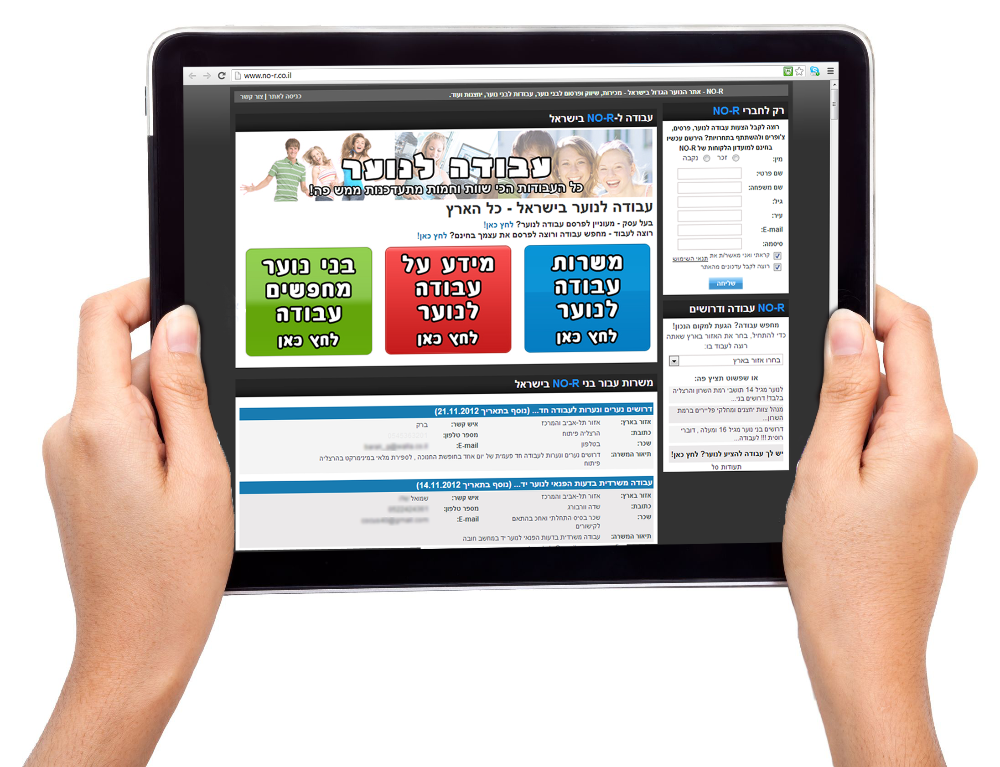 www.no-r.co.il
NO-R - אתר הנוער הגדול בישראל - מכירות, שיווק ופרסום לבני נוער, עבודות לבני נוער, יחצנות ועוד.
כניסה לאתר | צור קשר
רק לחברי NO-R
רוצה לקבל הצעות עבודה לנוער, פרסים,
צ'ופרים ולהשתתף בתחרויות? הירשם עכשיו
בחינם למועדון הלקוחות של NO-R
מין: זכר נקבה
שם פרטי:
שם משפחה:
גיל:
עיר:
E-mail:
סיסמה:
קראתי ואני מאשר/ת את תנאי השימוש
רוצה לקבל עדכונים מהאתר
שליחה
NO-R עבודה ודרושים
מחפש עבודה? הגעת למקום הנכון!
כדי להתחיל, בחר את האזור בארץ שאתה
רוצה לעבוד בו:
בחרו אזור בארץ
או שפשוט תציץ פה:
לנוער מגיל 14 תושבי רמת השרון והרצליה
בלבד! דרושים בני...
מנהל צוות יחצנים ומחלקי פליירים ברמת
השרון...
דרושים בני נוער מגיל 16 ומעלה , דוברי
רוסית !!! לעבודה...
יש לך עבודה להציע לנוער? לחץ כאן!
תעודות סל
עבודה ל-NO-R בישראל
עבודה לנוער
כל העבודות הכי שוות וחמות מתעדכנות ממש פה!
עבודה לנוער בישראל - כל הארץ
בעל עסק - מעוניין לפרסם עבודה לנוער? לחץ כאן!
רוצה לעבוד - מחפש עבודה ורוצה לפרסם את עצמך בחינם? לחץ כאן!
משרות
עבודה
לנוער
לחץ כאן
מידע על
עבודה
לנוער
לחץ כאן
בני נוער
מחפשים
עבודה
לחץ כאן
משרות עבור בני NO-R בישראל
דרושים נערים ונערות לעבודה חד... (נוסף בתאריך 21.11.2012)
אזור בארץ: אזור תל-אביב והמרכז איש קשר: ברק
כתובת: הרצליה פיתוח מספר טלפון: 0545363201
שכר: בטלפון E-mail:
תיאור המשרה: דרושים נערים ונערות לעבודה חד פעמית של יום אחד בחופשת החנוכה , לספירת מלאי במינימרקט בהרצליה
פיתוח
עבודה משרדית בדעות הפנאי לנוער יד... (נוסף בתאריך 14.11.2012)
אזור בארץ: אזור תל-אביב והמרכז איש קשר: שמואל
כתובת: שדה וורבורג מספר טלפון:
שכר: שכר בסיס התחלתי ואחכ בהתאם E-mail:
לקישורים
תיאור המשרה: עבודה משרדית בדעות הפנאי לנוער יד במחשב חובה